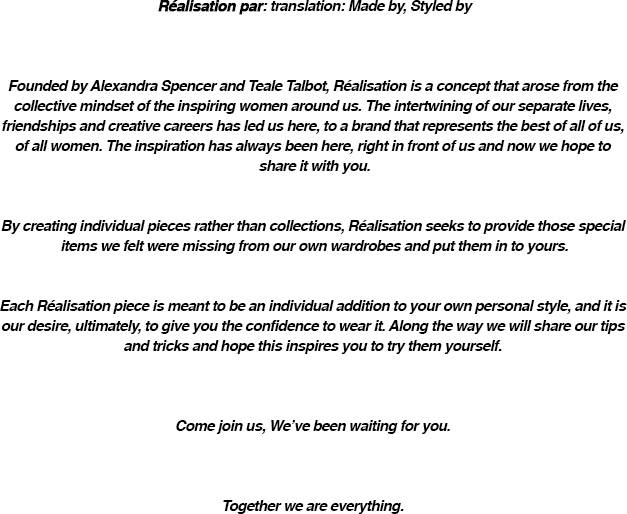 Réalisation par: translation: Made by, Styled by
Founded by Alexandra Spencer and Teale Talbot, Réalisation is a concept that arose from the
collective mindset of the inspiring women around us. The intertwining of our separate lives,
friendships and creative careers has led us here, to a brand that represents the best of all of us,
of all women. The inspiration has always been here, right in front of us and now we hope to
share it with you.
By creating individual pieces rather than collections, Réalisation seeks to provide those special
items we felt were missing from our own wardrobes and put them in to yours.
Each Réalisation piece is meant to be an individual addition to your own personal style, and it is
our desire, ultimately, to give you the confidence to wear it. Along the way we will share our tips
and tricks and hope this inspires you to try them yourself.
Come join us, We've been waiting for you.
Together we are everything.